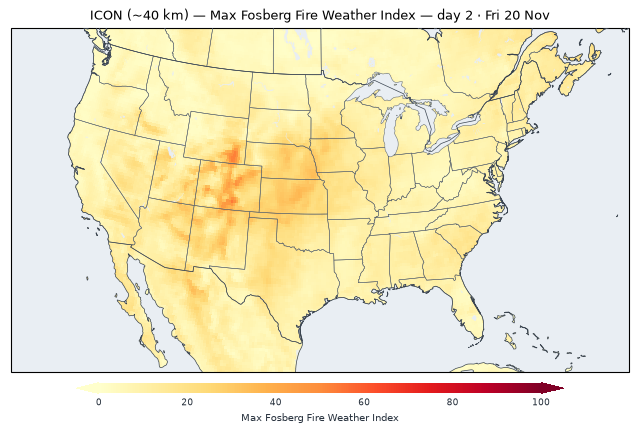 ICON (~40 km) — Max Fosberg Fire Weather Index — day 2 · Fri 20 Nov
0 20 40 60 80 100
Max Fosberg Fire Weather Index